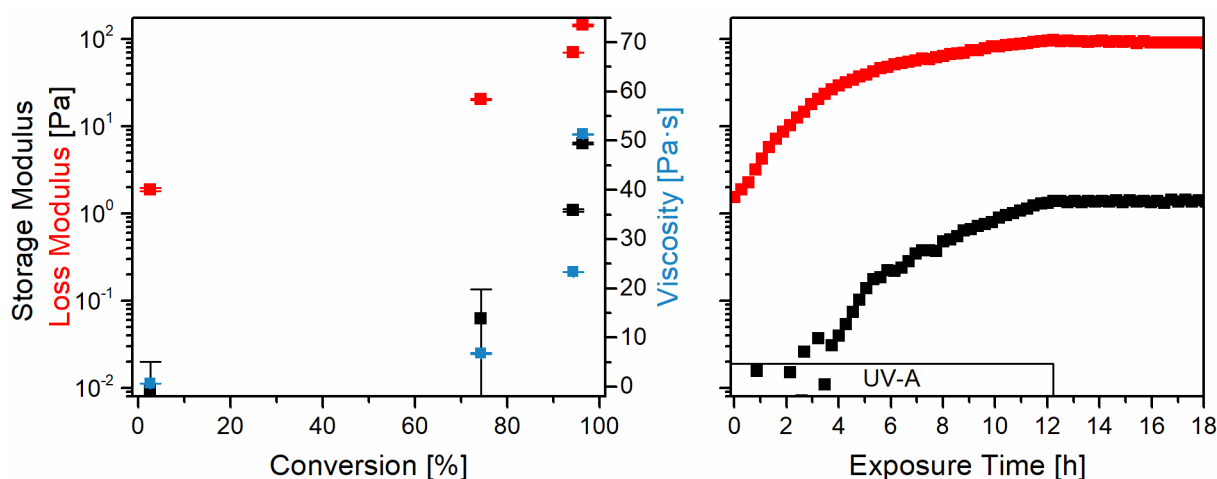 Storage Modulus
Loss Modulus [Pa]
10²
10¹
10⁰
10⁻¹
10⁻²
0 20 40 60 80 100
Conversion [%]
70
60
50
40
30
20
10
0
Viscosity [Pa·s]
UV-A
0 2 4 6 8 10 12 14 16 18
Exposure Time [h]